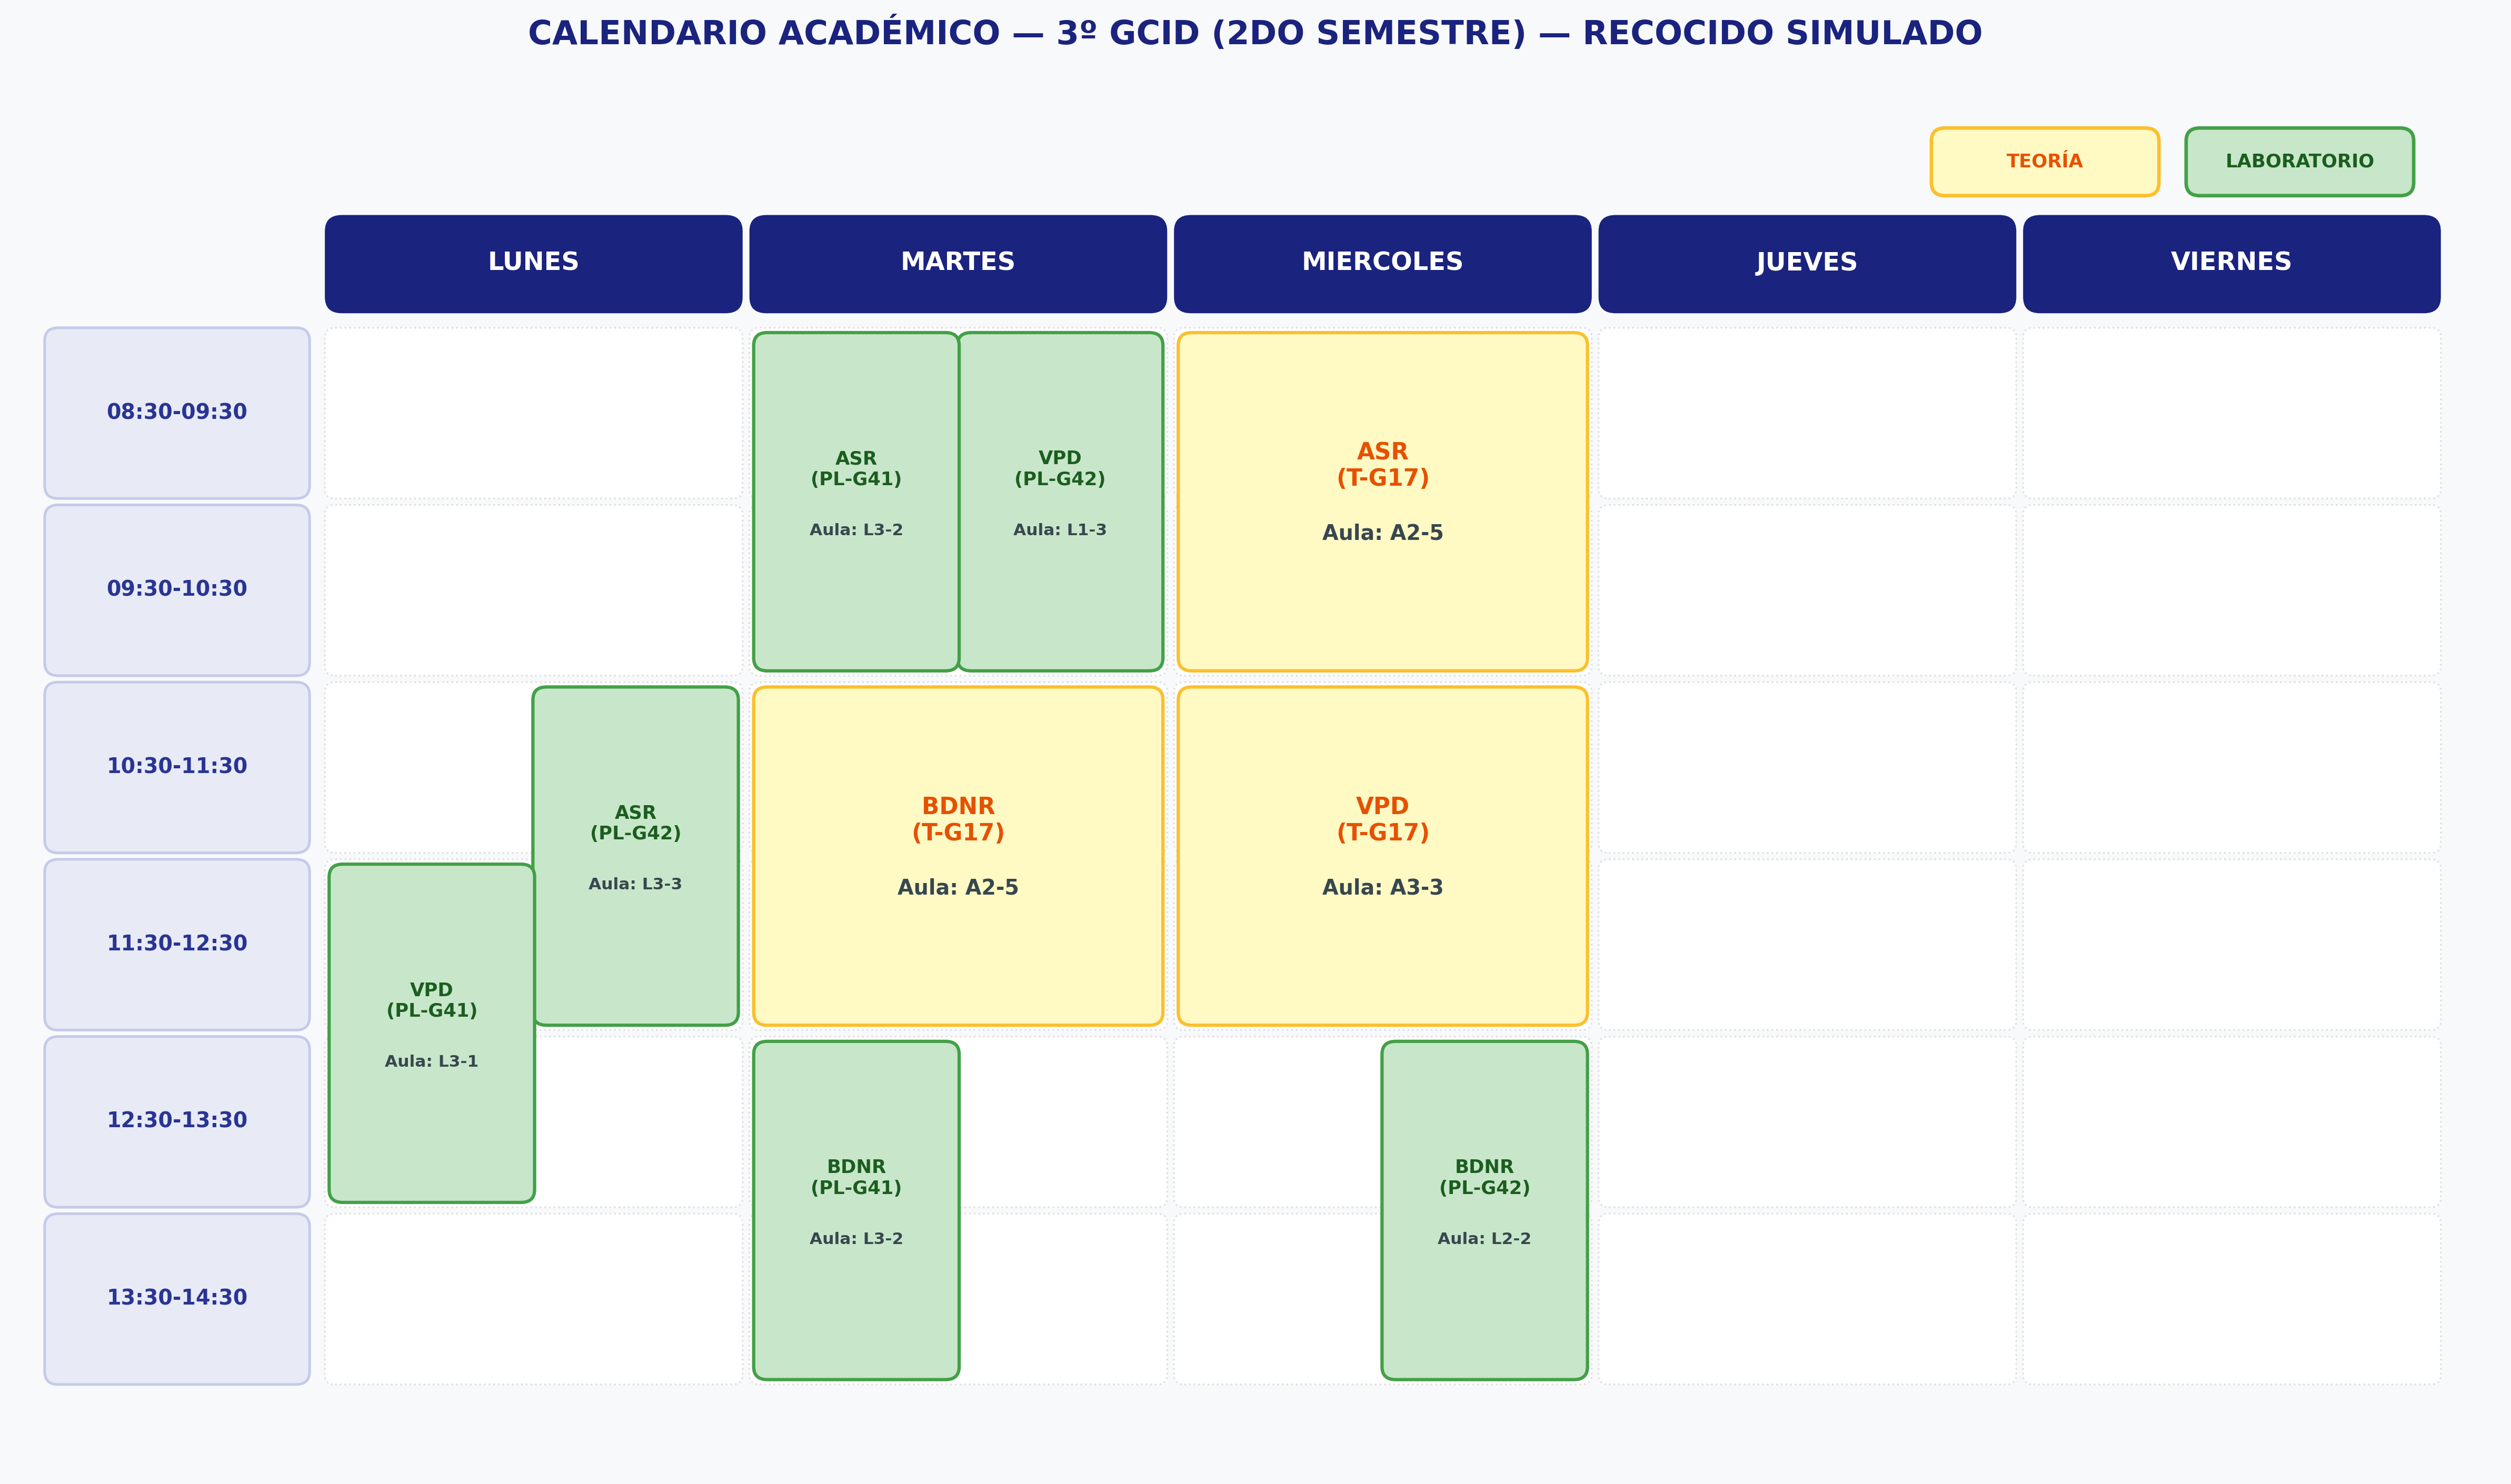 CALENDARIO ACADÉMICO — 3º GCID (2DO SEMESTRE) — RECOCIDO SIMULADO
TEORÍA
LABORATORIO
LUNES
MARTES
MIERCOLES
JUEVES
VIERNES
08:30-09:30
ASR
(PL-G41)
Aula: L3-2
VPD
(PL-G42)
Aula: L1-3
ASR
(T-G17)
Aula: A2-5
09:30-10:30
10:30-11:30
ASR
(PL-G42)
Aula: L3-3
BDNR
(T-G17)
Aula: A2-5
VPD
(T-G17)
Aula: A3-3
11:30-12:30
VPD
(PL-G41)
Aula: L3-1
12:30-13:30
BDNR
(PL-G41)
Aula: L3-2
BDNR
(PL-G42)
Aula: L2-2
13:30-14:30